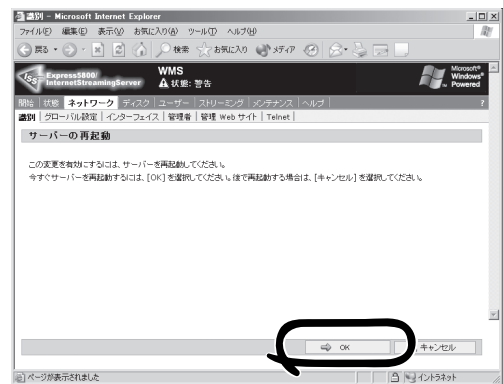 識別 - Microsoft Internet Explorer
ファイル(F) 編集(E) 表示(V) お気に入り(A) ツール(T) ヘルプ(H)
戻る 検索 お気に入り メディア
Express5800/
InternetStreamingServer
ISS
WMS
状態: 警告
Microsoft®
Windows®
Powered
開始 状態 ネットワーク ディスク ユーザー ストリーミング メンテナンス ヘルプ ?
識別 グローバル設定 インターフェイス 管理者 管理 Web サイト Telnet
サーバーの再起動
この変更を有効にするには、サーバーを再起動してください。
今すぐサーバーを再起動するには、[OK] を選択してください。後で再起動する場合は、[キャンセル] を選択してください。
OK キャンセル
ページが表示されました イントラネット